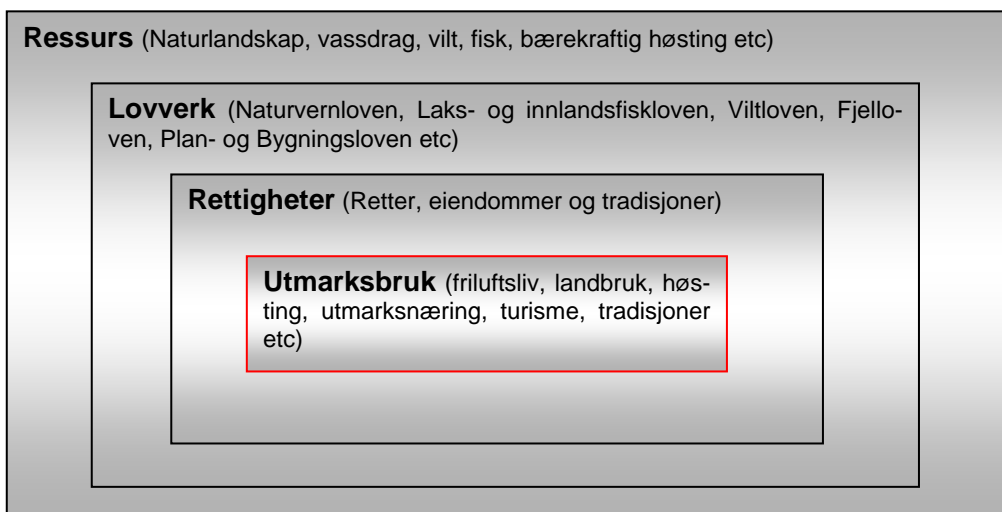 Ressurs (Naturlandskap, vassdrag, vilt, fisk, bærekraftig høsting etc)
Lovverk (Naturvernloven, Laks- og innlandsfiskloven, Viltloven, Fjello-
ven, Plan- og Bygningsloven etc)
Rettigheter (Retter, eiendommer og tradisjoner)
Utmarksbruk (friluftsliv, landbruk, høs-
ting, utmarksnæring, turisme, tradisjoner
etc)